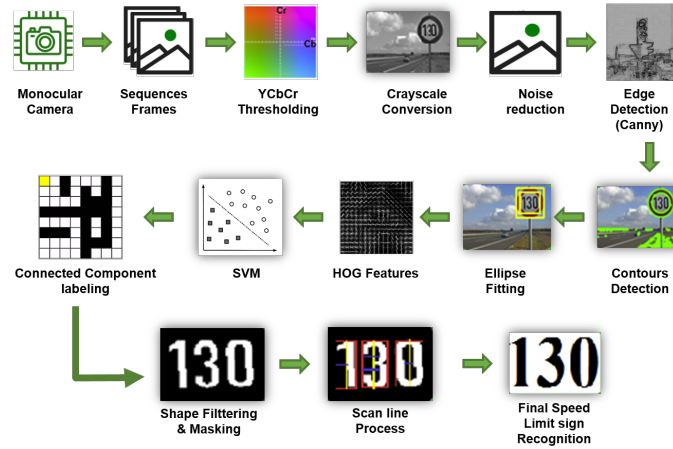 Cr
Cb
130
Monocular
Camera
Sequences
Frames
YCbCr
Thresholding
Crayscale
Conversion
Noise
reduction
Edge
Detection
(Canny)
130
130
Connected Component
labeling
SVM
HOG Features
Ellipse
Fitting
Contours
Detection
130
130
130
Shape Filttering
& Masking
Scan line
Process
Final Speed
Limit sign
Recognition